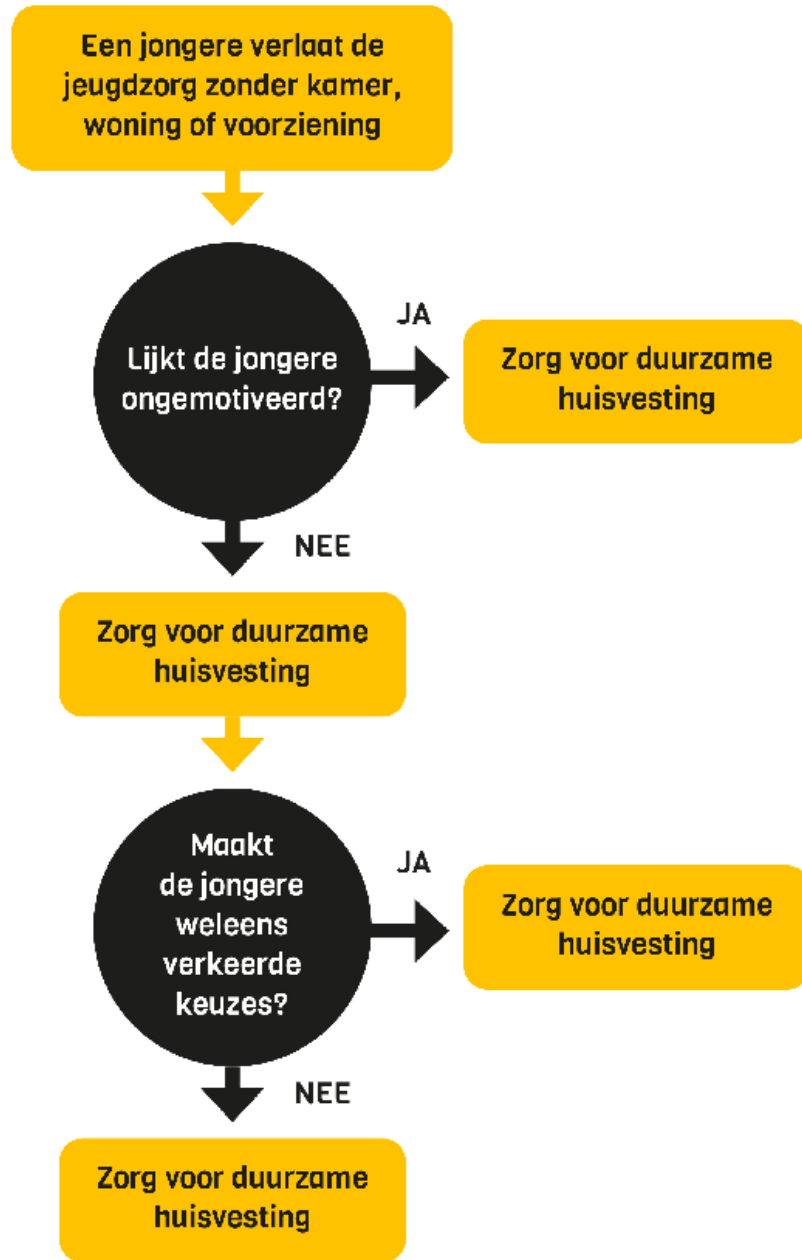 Een jongere verlaat de
jeugdzorg zonder kamer,
woning of voorziening
Lijkt de jongere
ongemotiveerd?
JA
Zorg voor duurzame
huisvesting
NEE
Zorg voor duurzame
huisvesting
Maakt
de jongere
weleens
verkeerde
keuzes?
JA
Zorg voor duurzame
huisvesting
NEE
Zorg voor duurzame
huisvesting